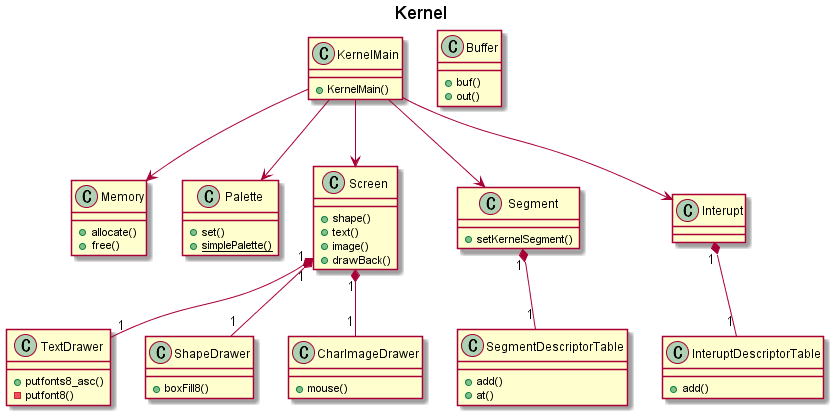 Kernel
C KernelMain
KernelMain()
C Buffer
buf()
out()
C Memory
allocate()
free()
C Palette
set()
simplePalette()
C Screen
shape()
text()
image()
drawBack()
C Segment
setKernelSegment()
C Interupt
1 1 1 1 1
1 1 1 1 1
C TextDrawer
putfonts8_asc()
putfont8()
C ShapeDrawer
boxFill8()
C CharImageDrawer
mouse()
C SegmentDescriptorTable
add()
at()
C InteruptDescriptorTable
add()